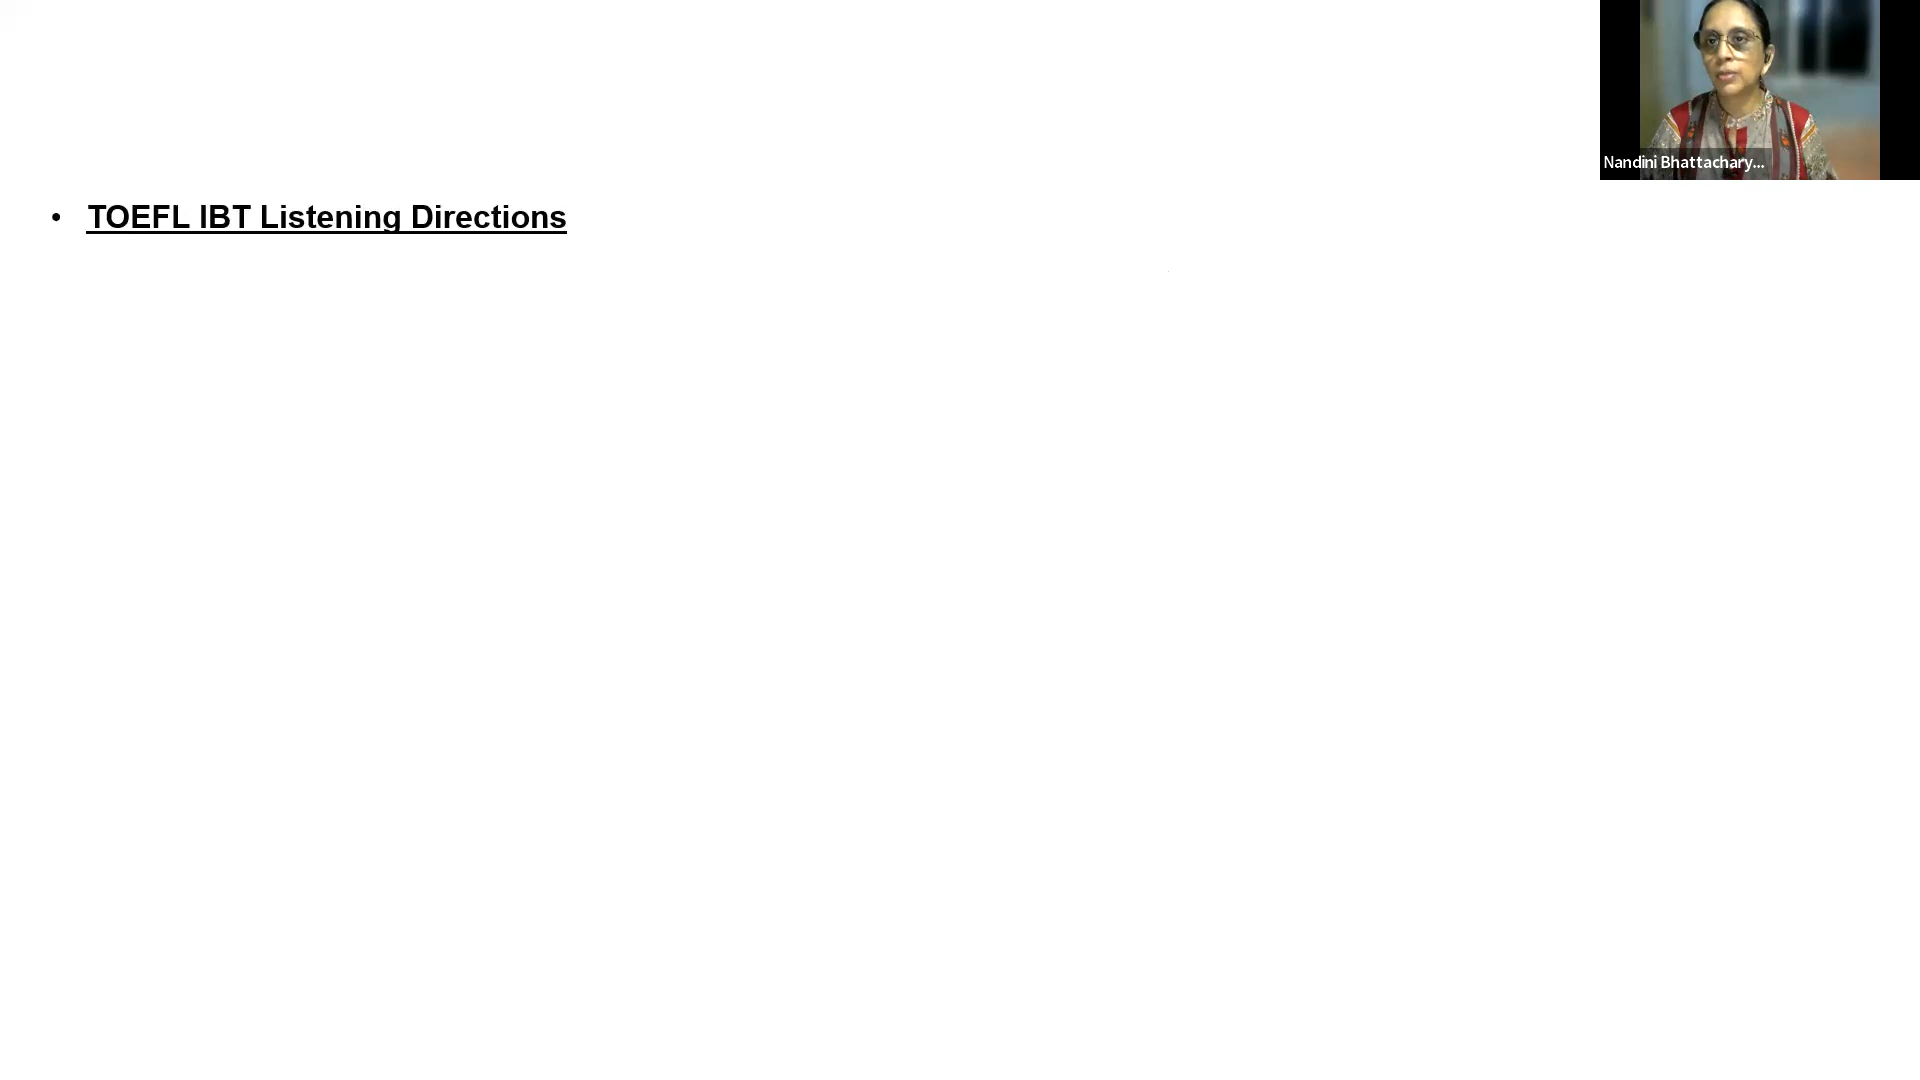 Nandini Bhattachary...
• TOEFL IBT Listening Directions